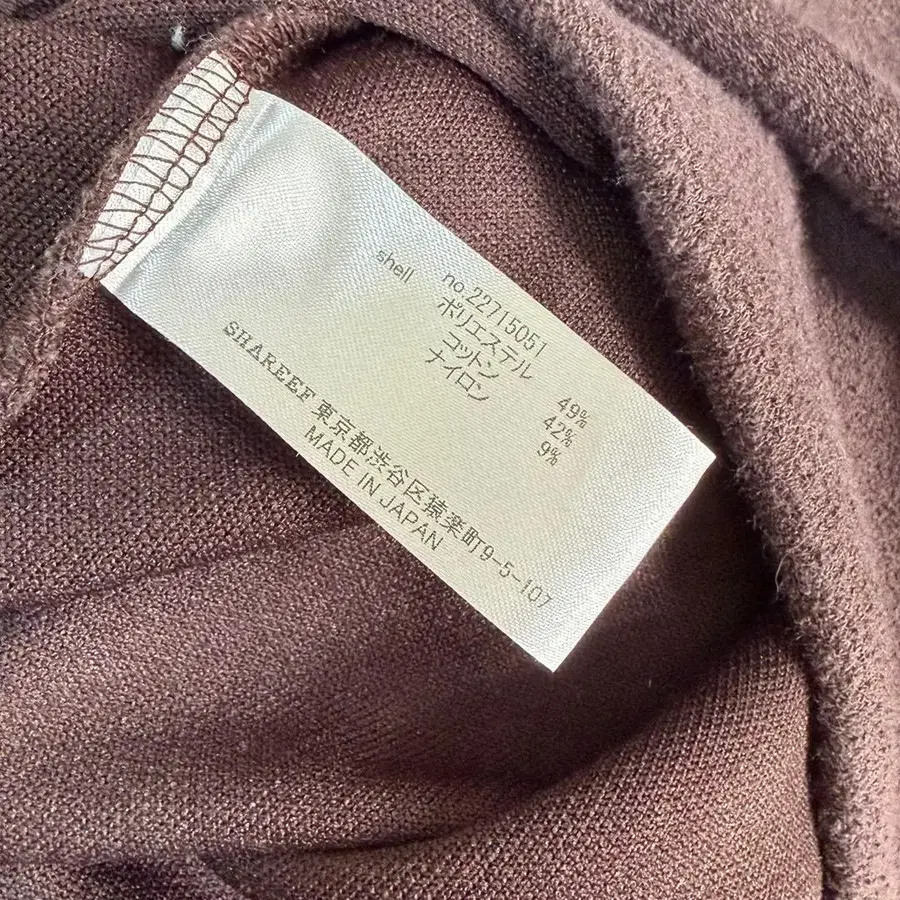 no.22715051
shell ポリエステル 49%
コットン 42%
ナイロン 9%
SHAREEF 東京都渋谷区猿楽町9-5-107
MADE IN JAPAN